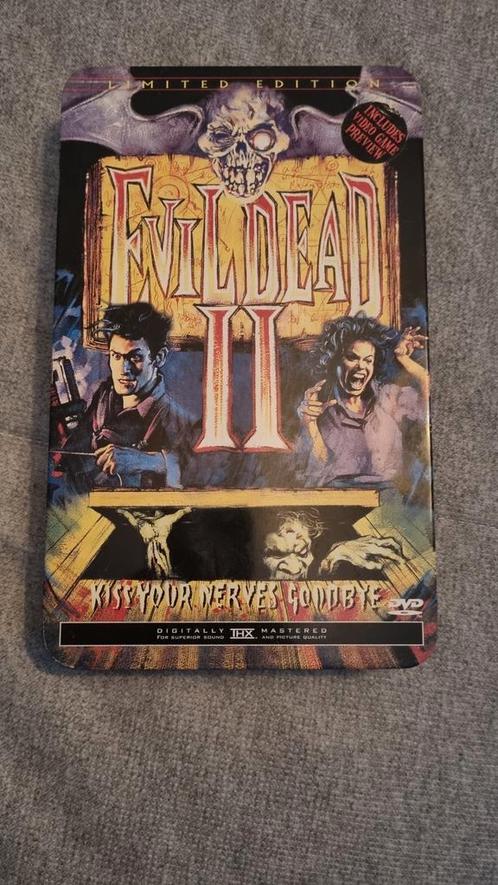 LIMITED EDITION
INCLUDES
VIDEO GAME
PREVIEW
EVIL DEAD
II
KISS YOUR NERVES GOODBYE
DVD
DIGITALLY THX MASTERED
FOR SUPERIOR SOUND AND PICTURE QUALITY